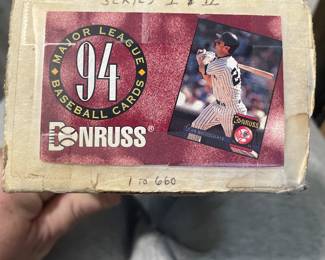 SERIES I & II
MAJOR LEAGUE
94
BASEBALL CARDS
DONRUSS®
DONRUSS
1 TO 660